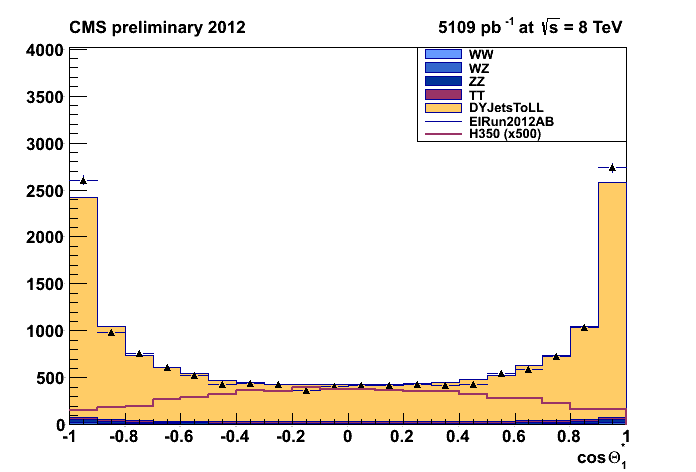 CMS preliminary 2012
5109 pb⁻¹ at √s = 8 TeV
4000
3500
3000
2500
2000
1500
1000
500
0
WW
WZ
ZZ
TT
DYJetsToLL
ElRun2012AB
H350 (x500)
-1 -0.8 -0.6 -0.4 -0.2 0 0.2 0.4 0.6 0.8 1
cosΘ₁*